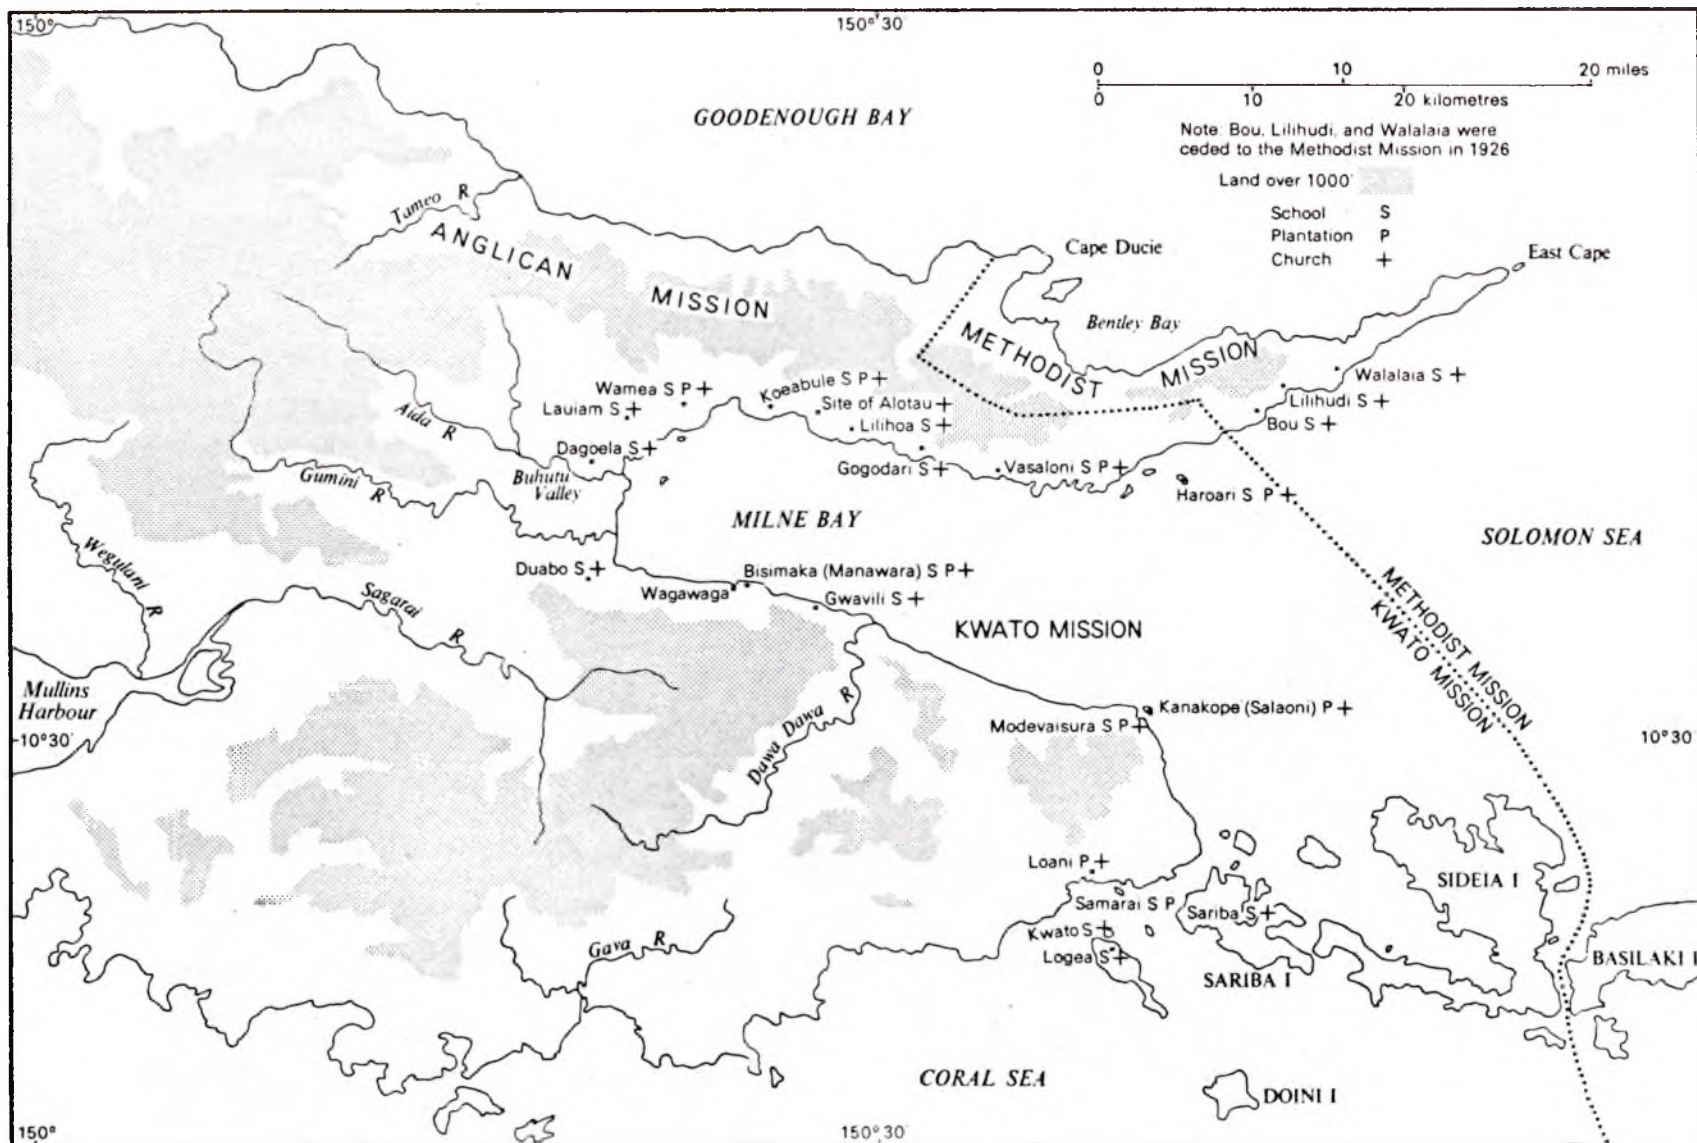 150°
150°30'
0 10 20 miles
0 10 20 kilometres
GOODENOUGH BAY
Note: Bou, Lilihudi, and Walalaia were
ceded to the Methodist Mission in 1926
Land over 1000'
School S
Plantation P
Church +
Tameo R
ANGLICAN MISSION
Cape Ducie
East Cape
Bentley Bay
METHODIST MISSION
Walalaia S +
Lilihudi S +
Bou S +
Wamea S P +
Koeabule S P +
Lauiam S +
Site of Alotau +
Lilihoa S +
Aida R
Dagoela S +
Gogodari S +
Vasaloni S P +
Haroari S P +
Gumini R
Buhutu
Valley
MILNE BAY
SOLOMON SEA
Wegulani R
Duabo S +
Bisimaka (Manawara) S P +
Wagawaga
Gwavili S +
Sagarai R
KWATO MISSION
METHODIST MISSION
KWATO MISSION
Mullins
Harbour
Dawa Dawa R
Kanakope (Salaoni) P +
Modevaisura S P +
10°30'
10°30'
Loani P +
SIDEIA I
Samarai S P
Sariba S +
Kwato S +
Logea S +
Gava R
SARIBA I
BASILAKI I
CORAL SEA
DOINI I
150°
150°30'